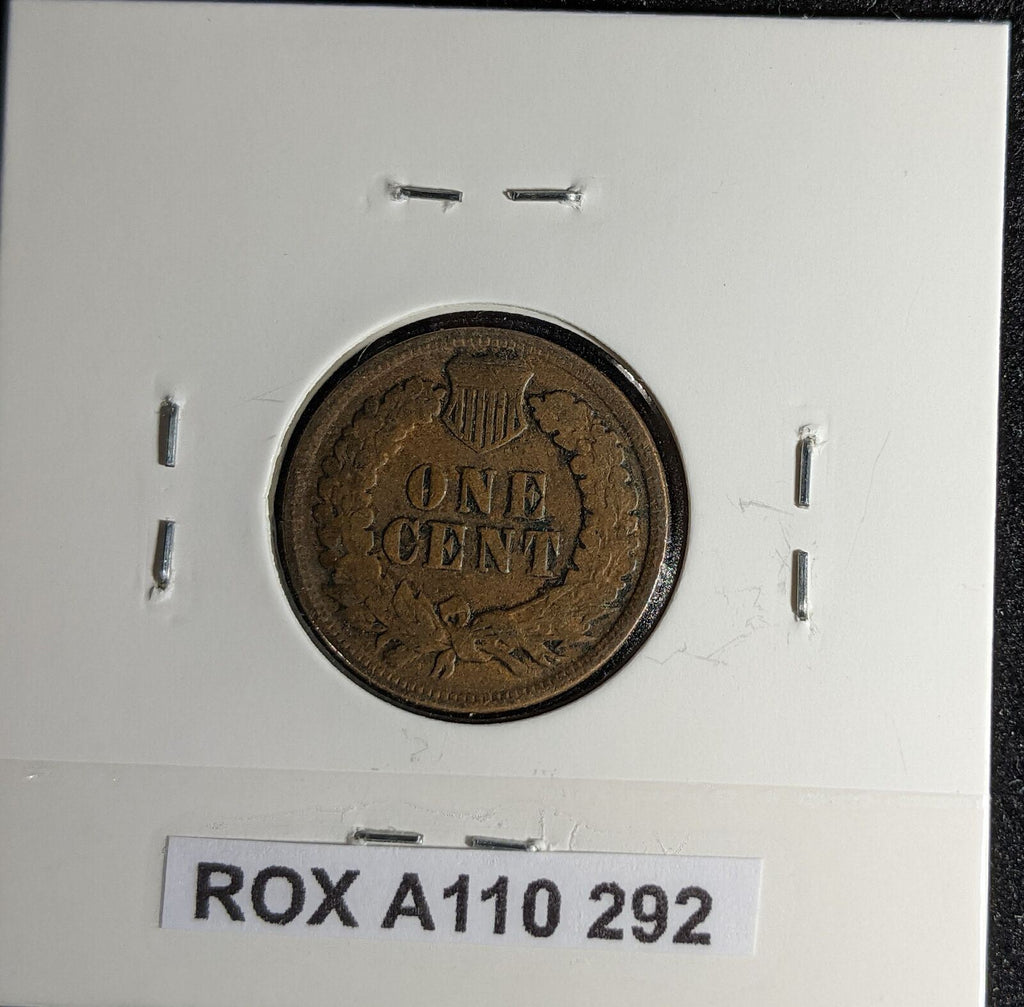 ONE
CENT
ROX A110 292